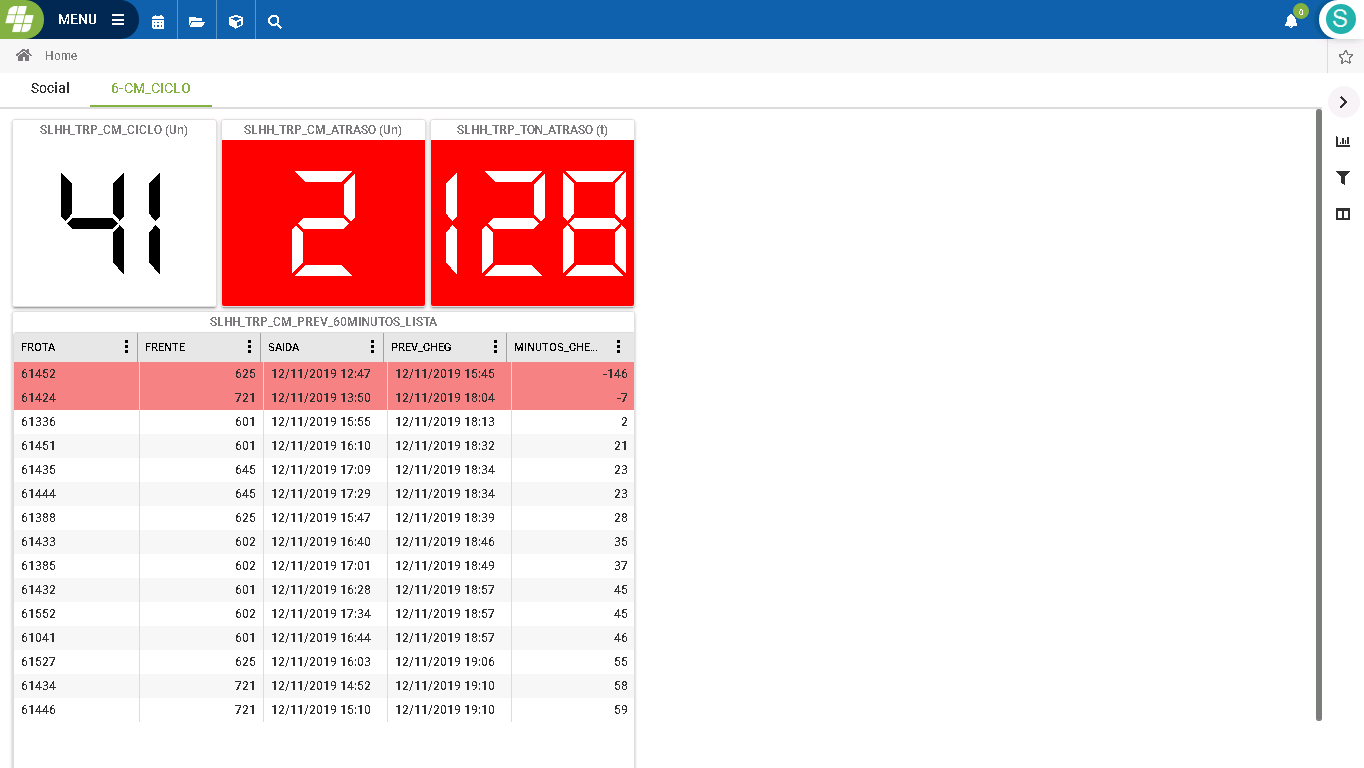 MENU
0
S
Home
Social 6-CM_CICLO
SLHH_TRP_CM_CICLO (Un) SLHH_TRP_CM_ATRASO (Un) SLHH_TRP_TON_ATRASO (t)
41 2 128
SLHH_TRP_CM_PREV_60MINUTOS_LISTA
FROTA FRENTE SAIDA PREV_CHEG MINUTOS_CHE...
61452 625 12/11/2019 12:47 12/11/2019 15:45 -146
61424 721 12/11/2019 13:50 12/11/2019 18:04 -7
61336 601 12/11/2019 15:55 12/11/2019 18:13 2
61451 601 12/11/2019 16:10 12/11/2019 18:32 21
61435 645 12/11/2019 17:09 12/11/2019 18:34 23
61444 645 12/11/2019 17:29 12/11/2019 18:34 23
61388 625 12/11/2019 15:47 12/11/2019 18:39 28
61433 602 12/11/2019 16:40 12/11/2019 18:46 35
61385 602 12/11/2019 17:01 12/11/2019 18:49 37
61432 601 12/11/2019 16:28 12/11/2019 18:57 45
61552 602 12/11/2019 17:34 12/11/2019 18:57 45
61041 601 12/11/2019 16:44 12/11/2019 18:57 46
61527 625 12/11/2019 16:03 12/11/2019 19:06 55
61434 721 12/11/2019 14:52 12/11/2019 19:10 58
61446 721 12/11/2019 15:10 12/11/2019 19:10 59